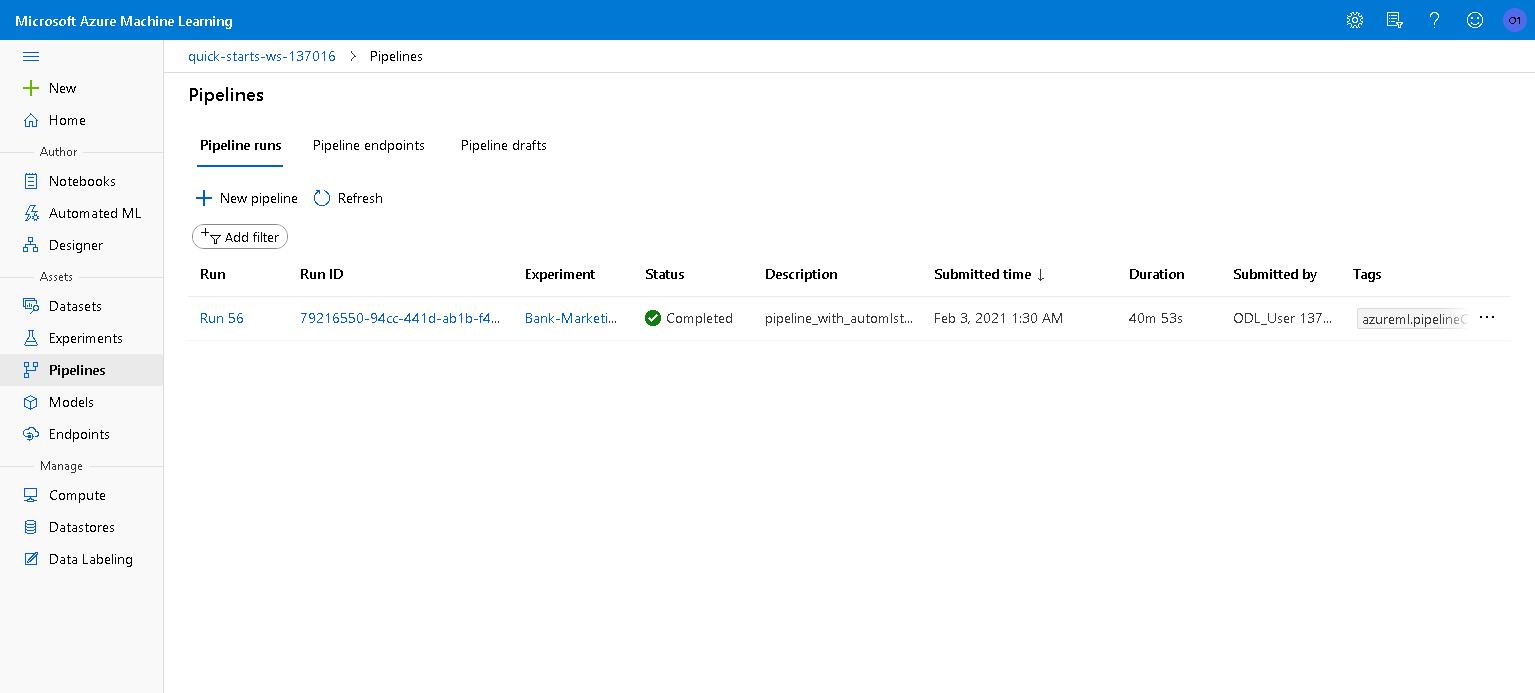 Microsoft Azure Machine Learning
O1
quick-starts-ws-137016 > Pipelines
New
Home
Author
Notebooks
Automated ML
Designer
Assets
Datasets
Experiments
Pipelines
Models
Endpoints
Manage
Compute
Datastores
Data Labeling
Pipelines
Pipeline runs Pipeline endpoints Pipeline drafts
New pipeline Refresh
Add filter
Run Run ID Experiment Status Description Submitted time ↓ Duration Submitted by Tags
Run 56 79216550-94cc-441d-ab1b-f4... Bank-Marketi... Completed pipeline_with_automlst... Feb 3, 2021 1:30 AM 40m 53s ODL_User 137... azureml.pipelineC ...